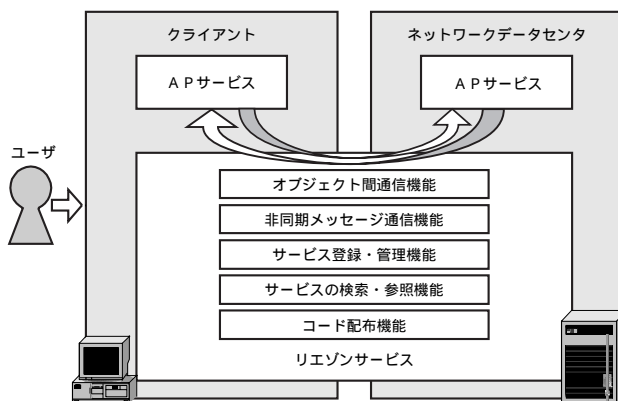 クライアント
ネットワークデータセンタ
ＡＰサービス
ＡＰサービス
ユーザ
オブジェクト間通信機能
非同期メッセージ通信機能
サービス登録・管理機能
サービスの検索・参照機能
コード配布機能
リエゾンサービス